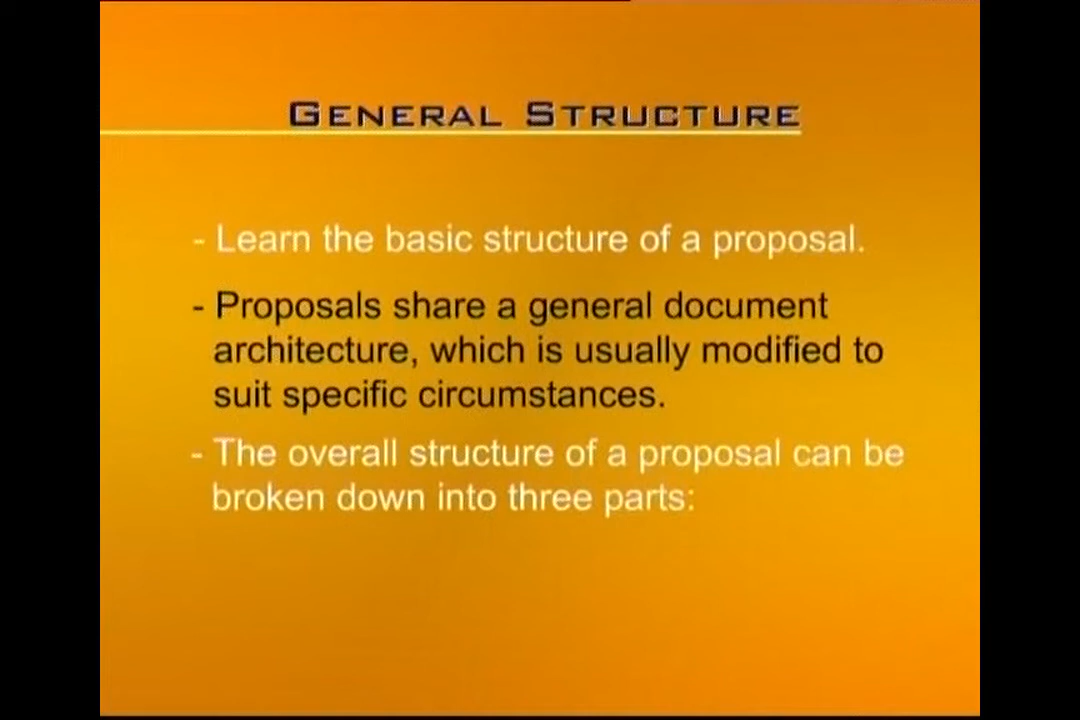 GENERAL STRUCTURE
- Learn the basic structure of a proposal.
- Proposals share a general document
architecture, which is usually modified to
suit specific circumstances.
- The overall structure of a proposal can be
broken down into three parts: